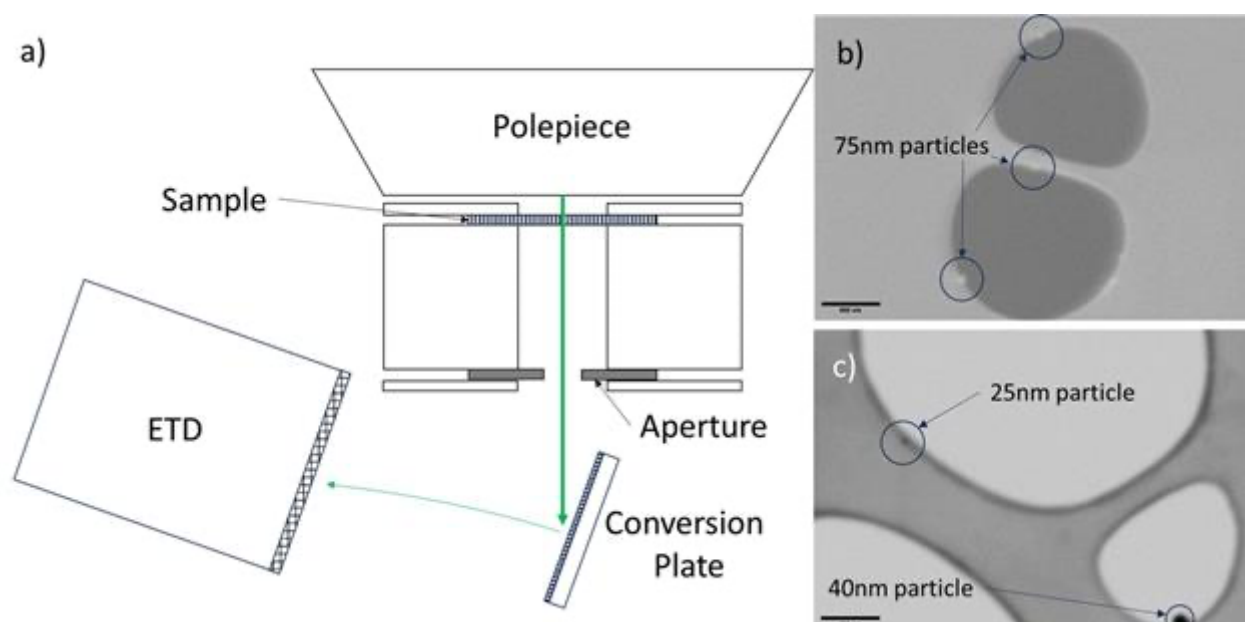 a)
Polepiece
Sample
ETD
Aperture
Conversion
Plate
b)
75nm particles
c)
25nm particle
40nm particle